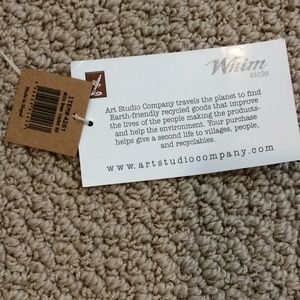 Whim
sicle
Art Studio Company travels the planet to find
Earth-friendly recycled goods that improve
the lives of the people making the products-
and help the environment. Your purchase
helps give a second life to villages, people,
and recyclables.
www.artstudiocompany.com